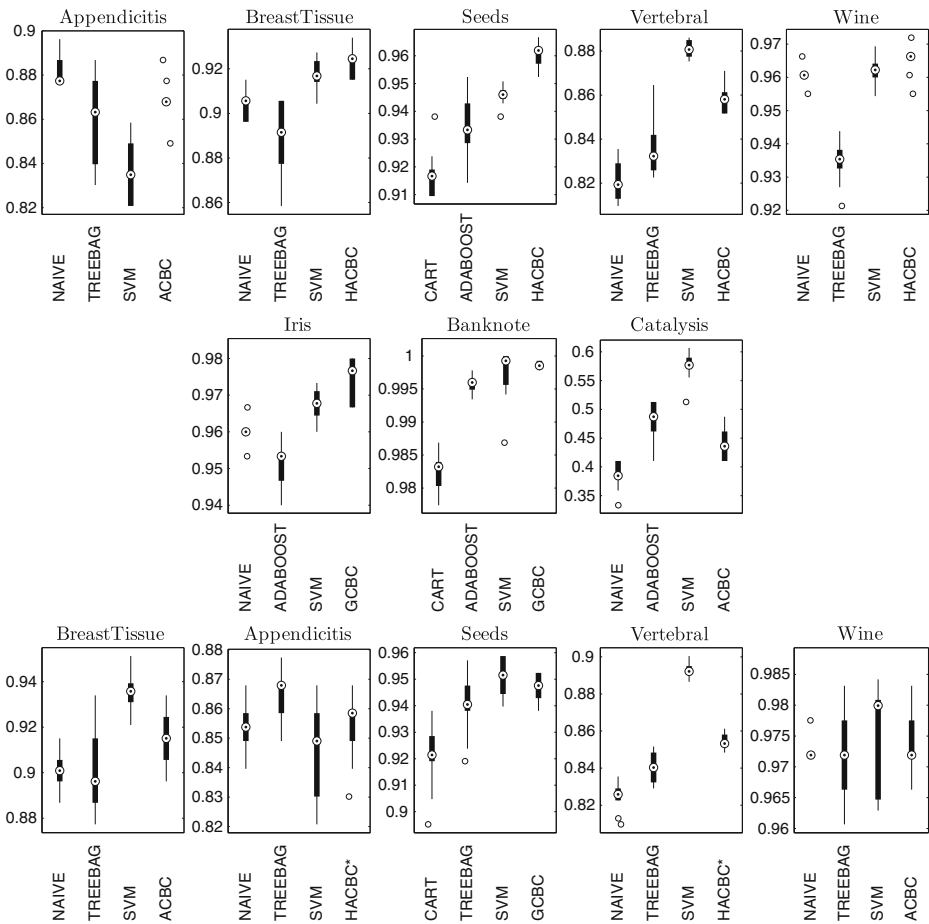 Appendicitis
0.9
0.88
0.86
0.84
0.82
NAIVE
TREEBAG
SVM
ACBC
BreastTissue
0.92
0.9
0.88
0.86
NAIVE
TREEBAG
SVM
HACBC
Seeds
0.96
0.95
0.94
0.93
0.92
0.91
CART
ADABOOST
SVM
HACBC
Vertebral
0.88
0.86
0.84
0.82
NAIVE
TREEBAG
SVM
HACBC
Wine
0.97
0.96
0.95
0.94
0.93
0.92
NAIVE
TREEBAG
SVM
HACBC
Iris
0.98
0.97
0.96
0.95
0.94
NAIVE
ADABOOST
SVM
GCBC
Banknote
1
0.995
0.99
0.985
0.98
CART
ADABOOST
SVM
GCBC
Catalysis
0.6
0.55
0.5
0.45
0.4
0.35
NAIVE
ADABOOST
SVM
ACBC
BreastTissue
0.94
0.92
0.9
0.88
NAIVE
TREEBAG
SVM
ACBC
Appendicitis
0.88
0.87
0.86
0.85
0.84
0.83
0.82
NAIVE
TREEBAG
SVM
HACBC*
Seeds
0.96
0.95
0.94
0.93
0.92
0.91
0.9
CART
TREEBAG
SVM
GCBC
Vertebral
0.9
0.88
0.86
0.84
0.82
NAIVE
TREEBAG
SVM
HACBC*
Wine
0.985
0.98
0.975
0.97
0.965
0.96
NAIVE
TREEBAG
SVM
ACBC